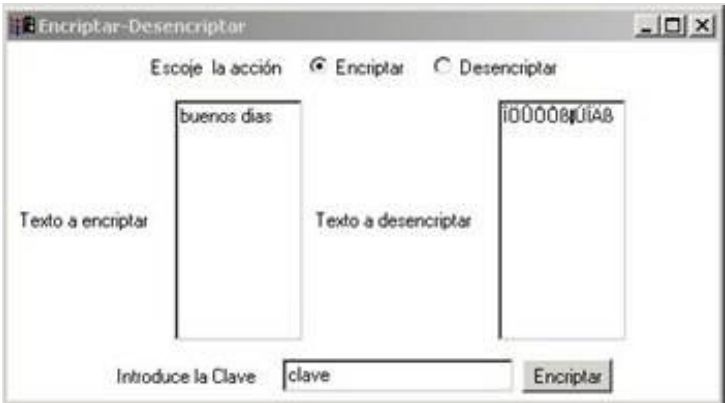 Encriptar-Desencriptar
Escoje la acción Encriptar Desencriptar
buenos dias
Texto a encriptar Texto a desencriptar
Introduce la Clave clave Encriptar